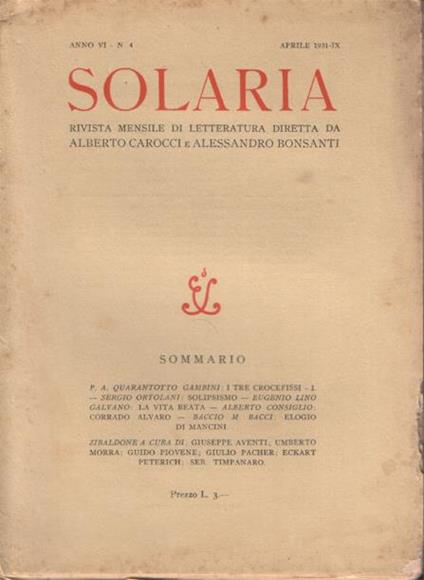 ANNO VI - N 4 APRILE 1931-IX
SOLARIA
RIVISTA MENSILE DI LETTERATURA DIRETTA DA
ALBERTO CAROCCI E ALESSANDRO BONSANTI
SOMMARIO
P. A. QUARANTOTTO GAMBINI: I TRE CROCEFISSI - I.
— SERGIO ORTOLANI: SOLIPSISMO — EUGENIO LINO
GALVANO: LA VITA BEATA — ALBERTO CONSIGLIO:
CORRADO ALVARO — BACCIO M BACCI: ELOGIO
DI MANCINI
ZIBALDONE A CURA DI: GIUSEPPE AVENTI; UMBERTO
MORRA; GUIDO PIOVENE; GIULIO PACHER; ECKART
PETERICH; SEB. TIMPANARO.
Prezzo L. 3.—